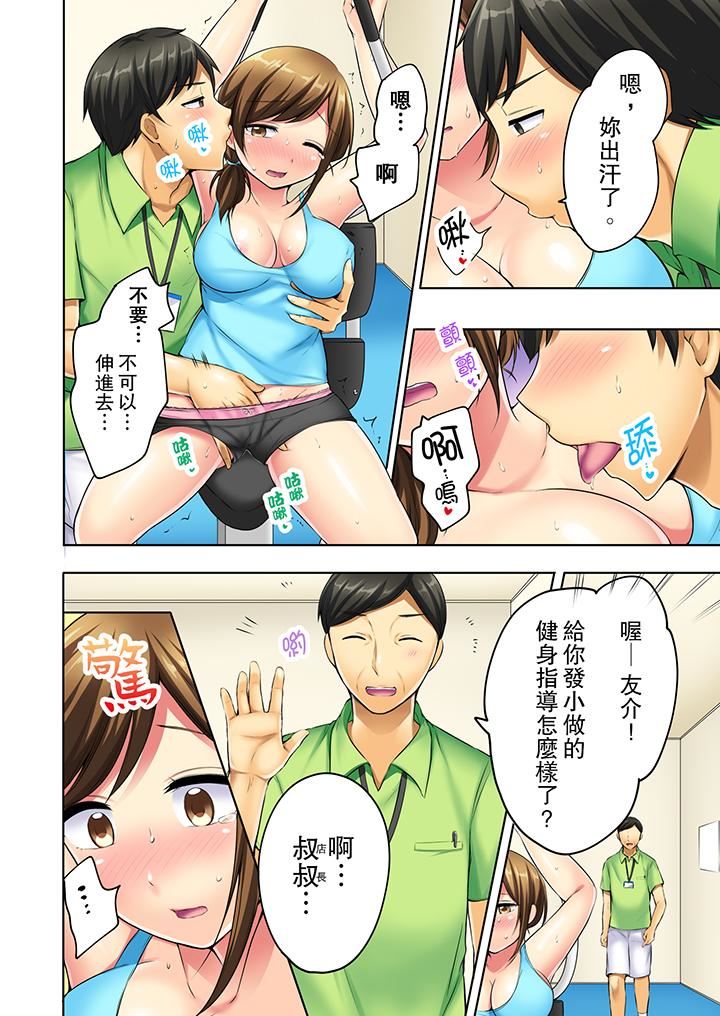 嗯，
妳出汗了。
啾
啾
啾
嗯…
啊
不要…
不可以…
伸進去…
咕啾
咕啾
咕啾
顫
顫
舔
啊…
嗚
喔—友介！
給你發小做的
健身指導怎麼樣了？
喲
啊…
叔叔…
店長
驚
…